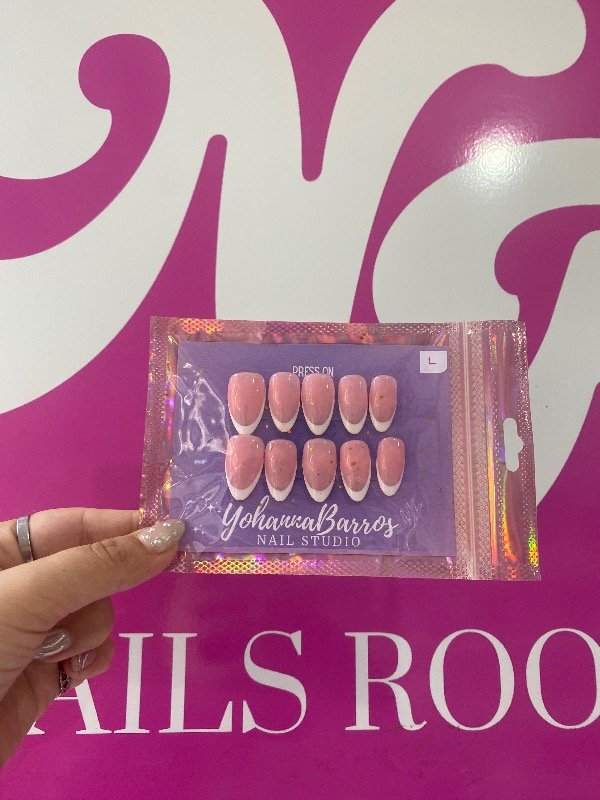 PRESS ON
L
YohannaBarros
NAIL STUDIO
AILS ROO